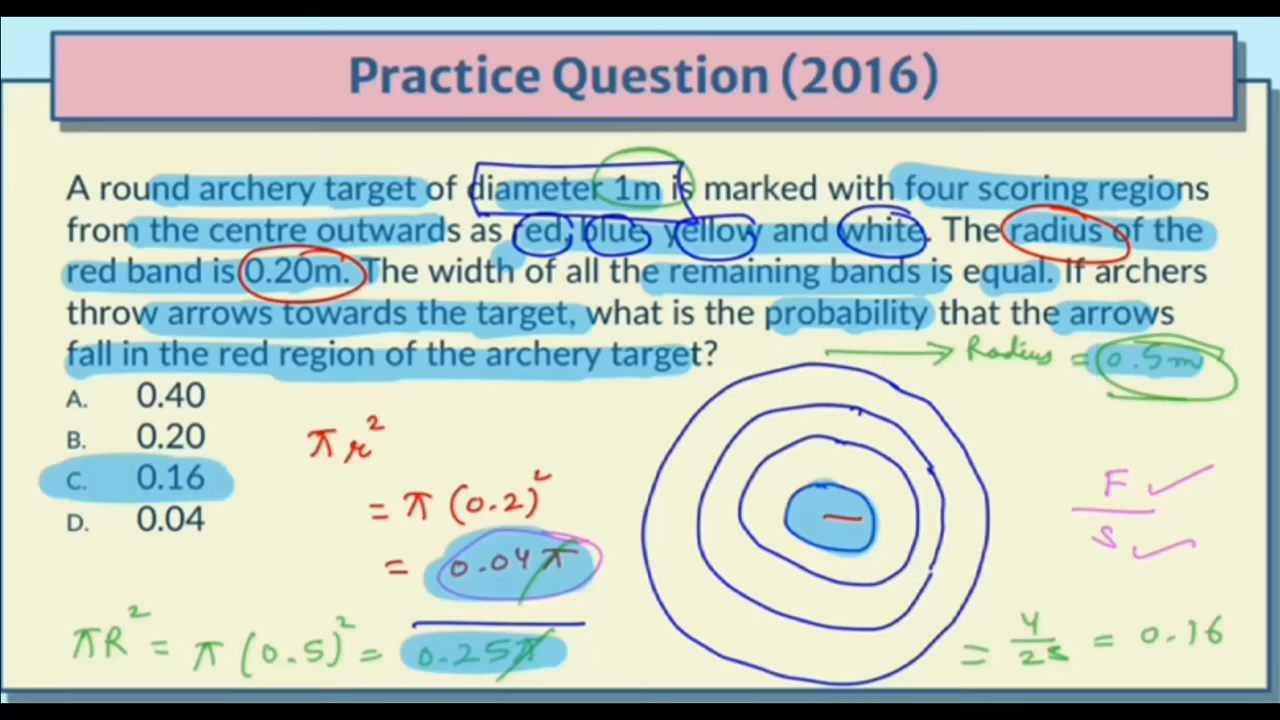 Practice Question (2016)
A round archery target of diameter 1m is marked with four scoring regions
from the centre outwards as red, blue, yellow and white. The radius of the
red band is 0.20m. The width of all the remaining bands is equal. If archers
throw arrows towards the target, what is the probability that the arrows
fall in the red region of the archery target?
→ Radius = 0.5m
A. 0.40
B. 0.20
C. 0.16
D. 0.04
πr²
= π (0.2)²
= 0.04π
πR² = π (0.5)² = 0.25π
F ✓
S ✓
= 4/25 = 0.16